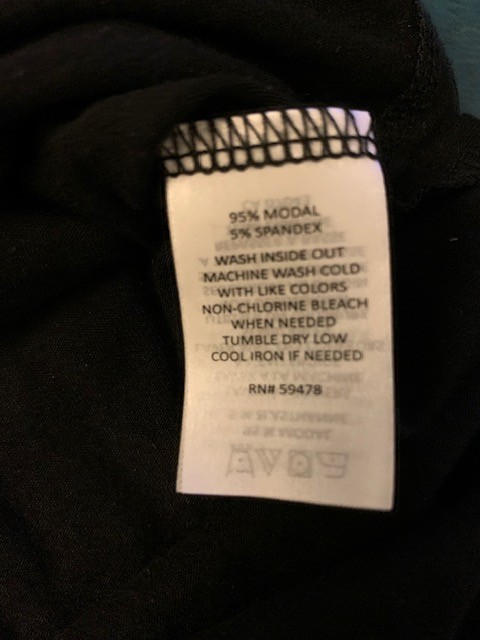 95% MODAL
5% SPANDEX
WASH INSIDE OUT
MACHINE WASH COLD
WITH LIKE COLORS
NON-CHLORINE BLEACH
WHEN NEEDED
TUMBLE DRY LOW
COOL IRON IF NEEDED
RN# 59478